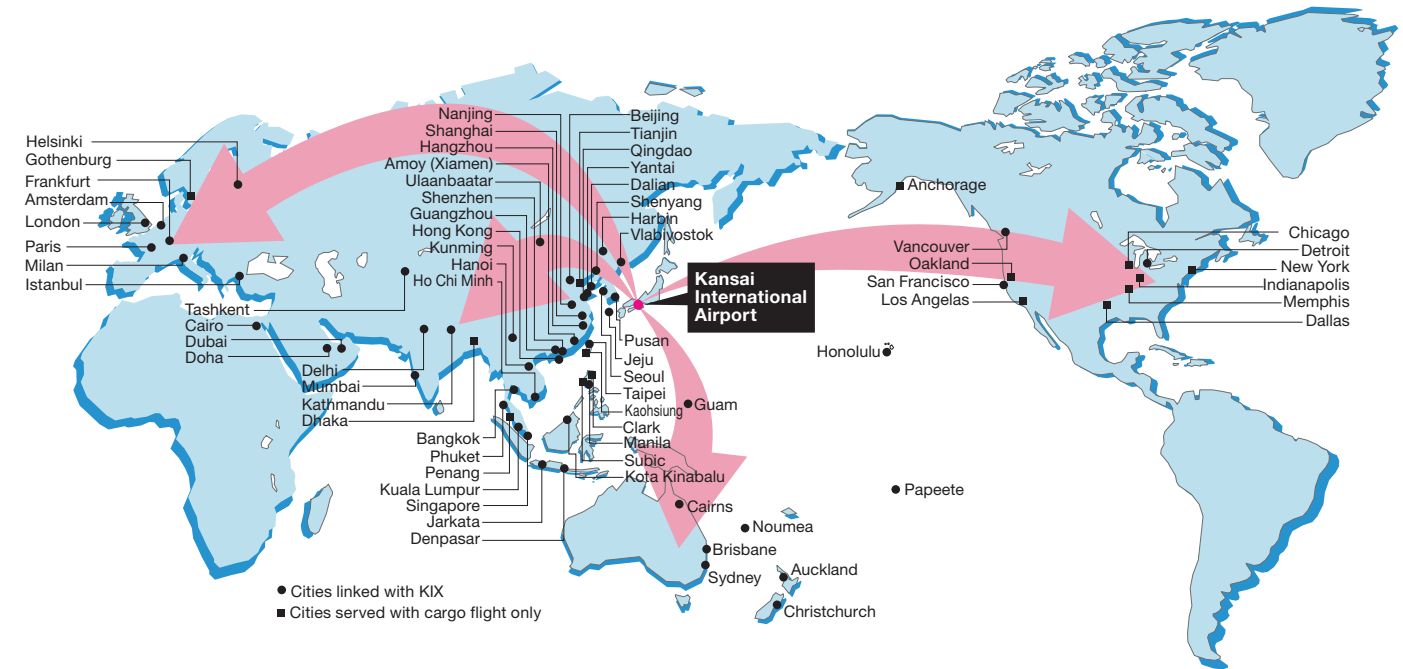 Helsinki
Gothenburg
Frankfurt
Amsterdam
London
Paris
Milan
Istanbul
Tashkent
Cairo
Dubai
Doha
Delhi
Mumbai
Kathmandu
Dhaka
Nanjing
Shanghai
Hangzhou
Amoy (Xiamen)
Ulaanbaatar
Shenzhen
Guangzhou
Hong Kong
Kunming
Hanoi
Ho Chi Minh
Bangkok
Phuket
Penang
Kuala Lumpur
Singapore
Jarkata
Denpasar
Beijing
Tianjin
Qingdao
Yantai
Dalian
Shenyang
Harbin
Vlabivostok
Kansai
International
Airport
Pusan
Jeju
Seoul
Taipei
Kaohsiung
Clark
Manila
Subic
Kota Kinabalu
Guam
Cairns
Noumea
Brisbane
Sydney
Auckland
Christchurch
Honolulu
Papeete
Anchorage
Vancouver
Oakland
San Francisco
Los Angelas
Chicago
Detroit
New York
Indianapolis
Memphis
Dallas
Cities linked with KIX
Cities served with cargo flight only